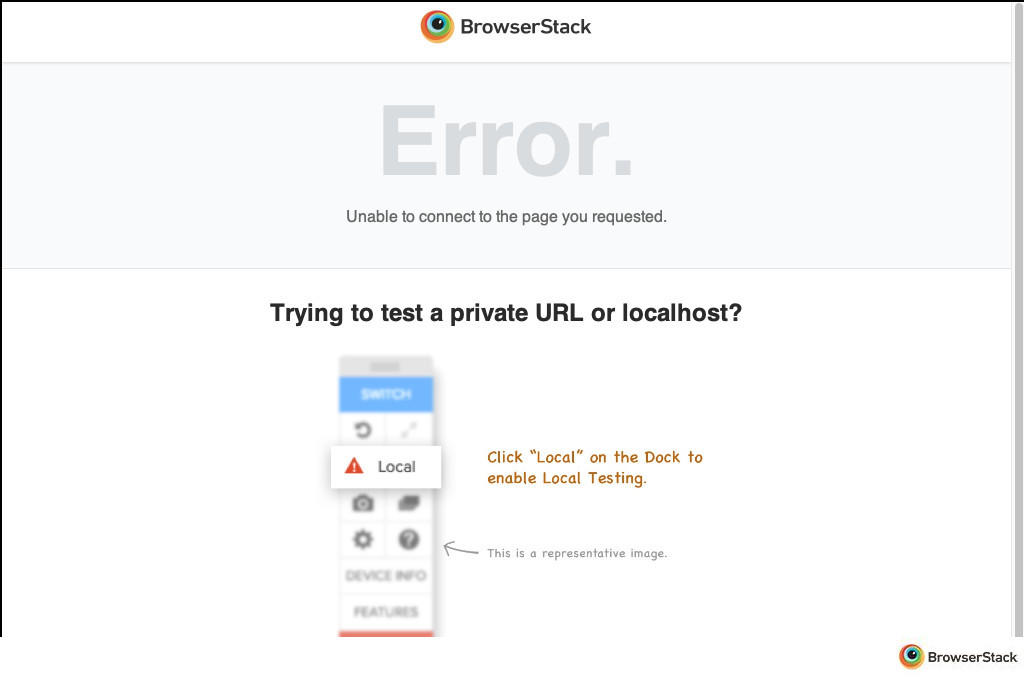 BrowserStack
Error.
Unable to connect to the page you requested.
Trying to test a private URL or localhost?
SWITCH
Local
Click “Local” on the Dock to
enable Local Testing.
This is a representative image.
DEVICE INFO
FEATURES
BrowserStack